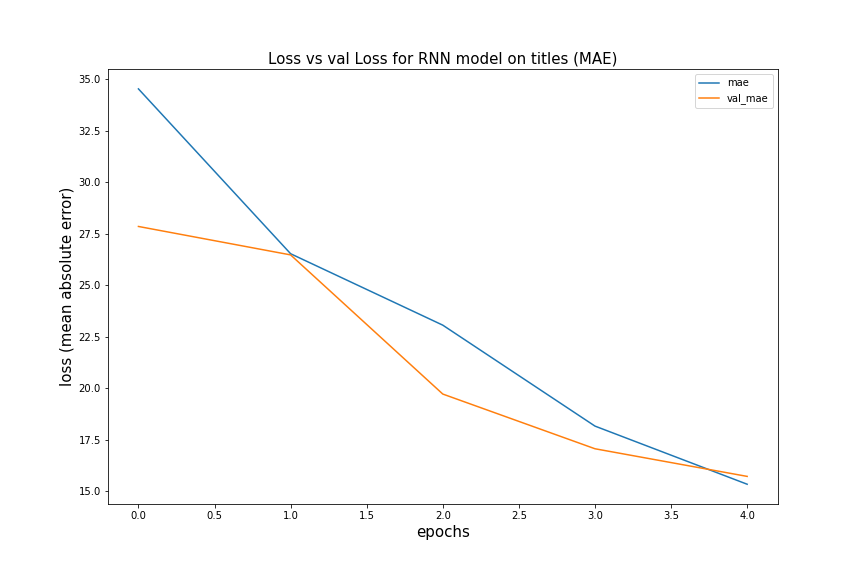 Loss vs val Loss for RNN model on titles (MAE)
mae
val_mae
loss (mean absolute error)
35.0
32.5
30.0
27.5
25.0
22.5
20.0
17.5
15.0
0.0 0.5 1.0 1.5 2.0 2.5 3.0 3.5 4.0
epochs